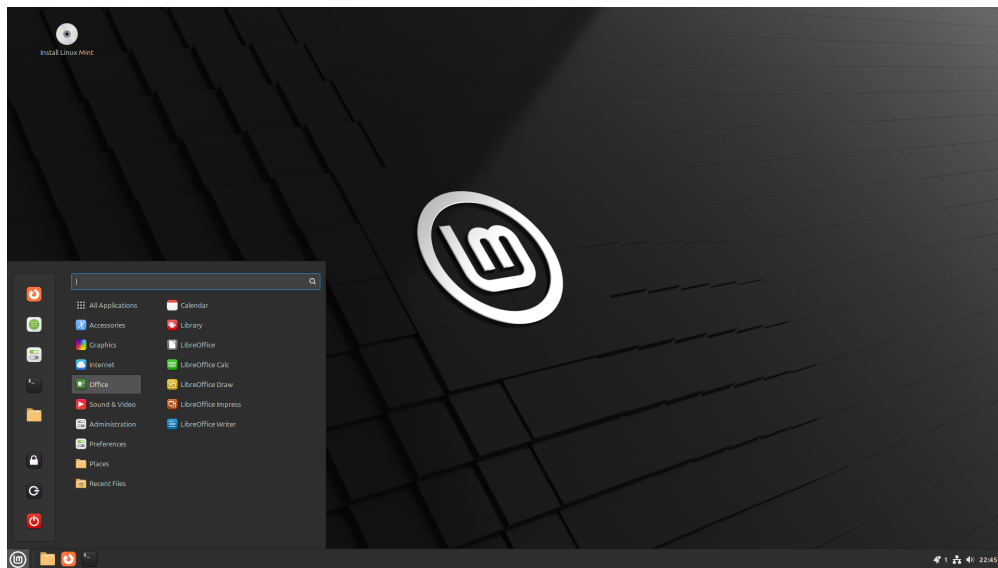 Install Linux Mint
All Applications
Accessories
Graphics
Internet
Office
Sound & Video
Administration
Preferences
Places
Recent Files
Calendar
Library
LibreOffice
LibreOffice Calc
LibreOffice Draw
LibreOffice Impress
LibreOffice Writer
1
22:45